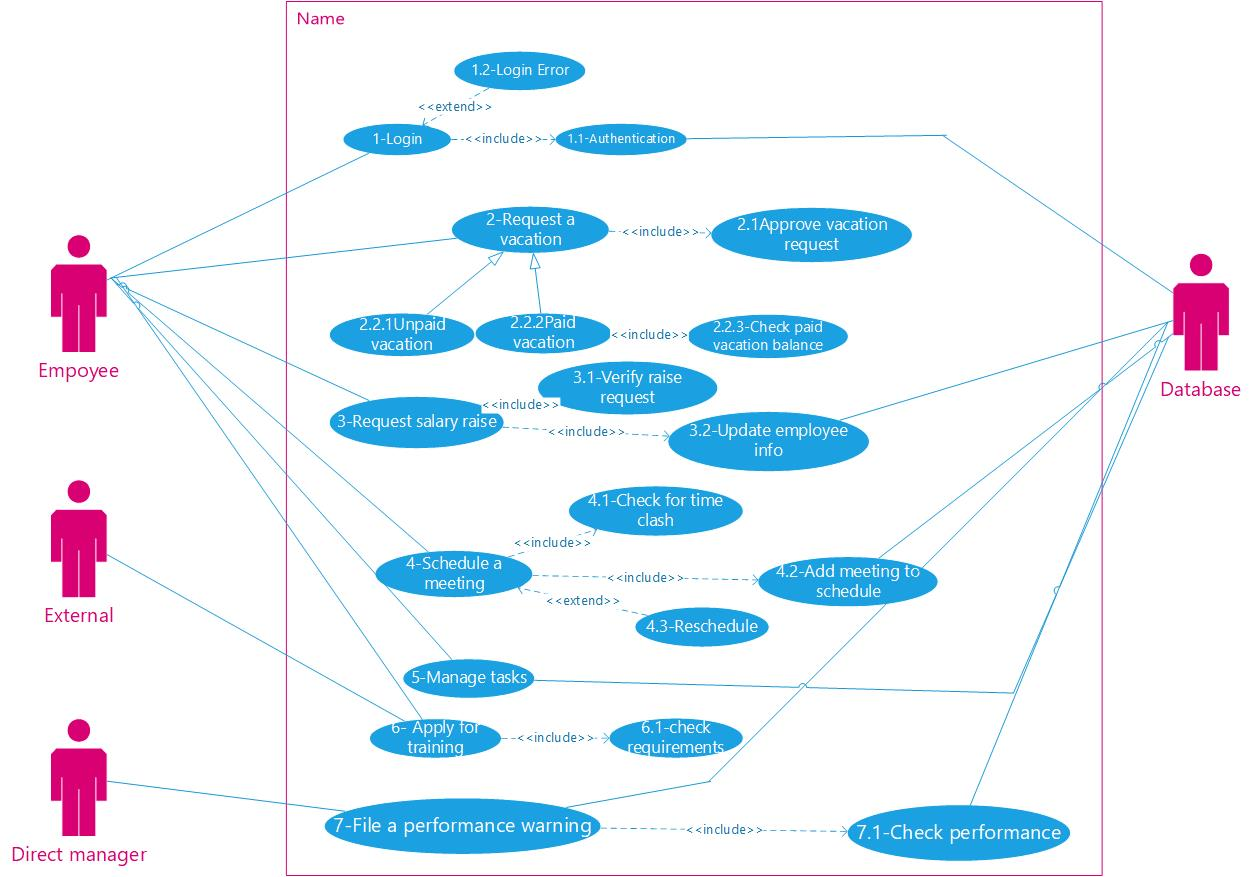 Name
1.2-Login Error
<<extend>>
1-Login
<<include>>
1.1-Authentication
2-Request a
vacation
<<include>>
2.1Approve vacation
request
2.2.1Unpaid
vacation
2.2.2Paid
vacation
<<include>>
2.2.3-Check paid
vacation balance
Empoyee
Database
3.1-Verify raise
request
<<include>>
3-Request salary raise
<<include>>
3.2-Update employee
info
4.1-Check for time
clash
<<include>>
4-Schedule a
meeting
<<include>>
4.2-Add meeting to
schedule
<<extend>>
4.3-Reschedule
External
5-Manage tasks
6- Apply for
training
<<include>>
6.1-check
requirements
7-File a performance warning
<<include>>
7.1-Check performance
Direct manager